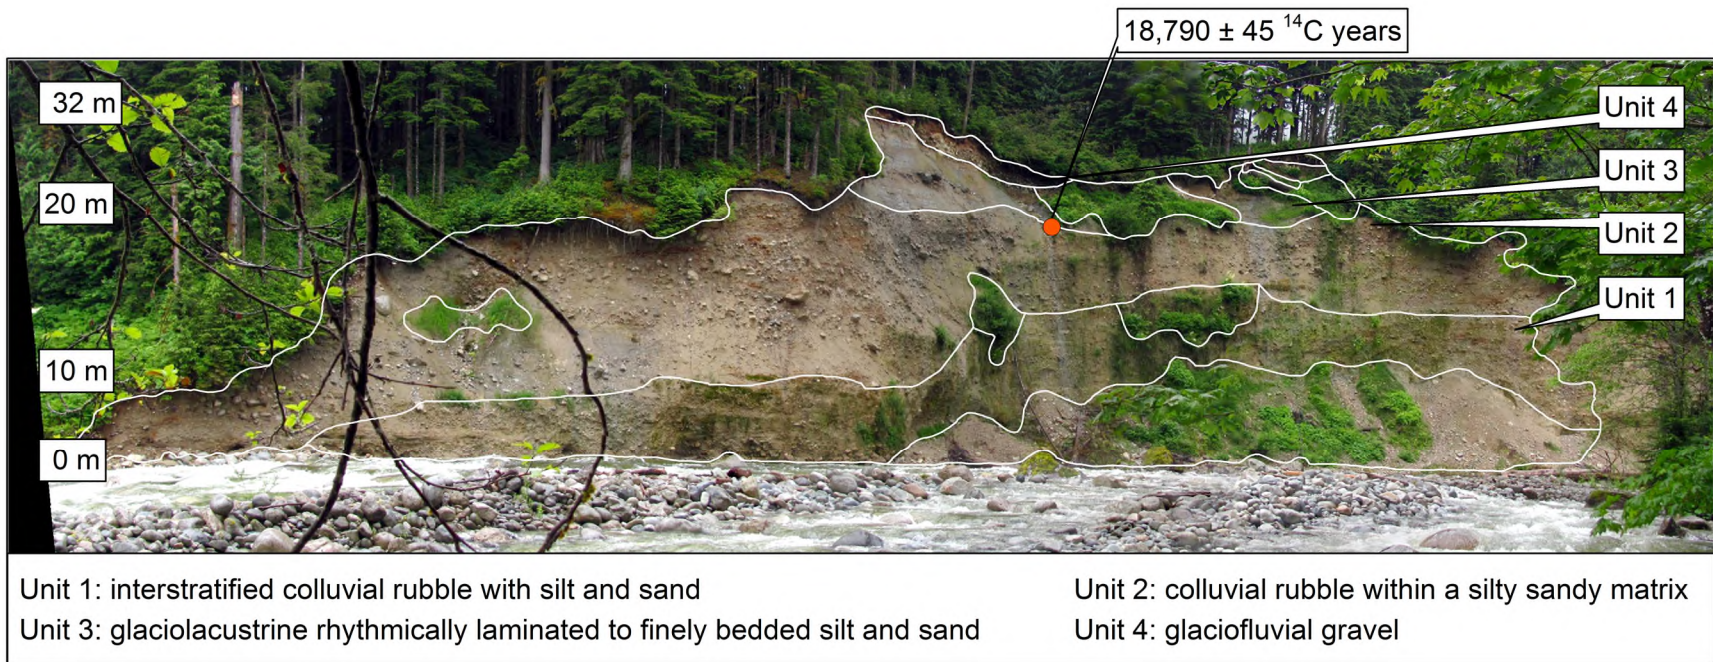 18,790 ± 45 ¹⁴C years
32 m
Unit 4
Unit 3
20 m
Unit 2
Unit 1
10 m
0 m
Unit 1: interstratified colluvial rubble with silt and sand
Unit 2: colluvial rubble within a silty sandy matrix
Unit 3: glaciolacustrine rhythmically laminated to finely bedded silt and sand
Unit 4: glaciofluvial gravel